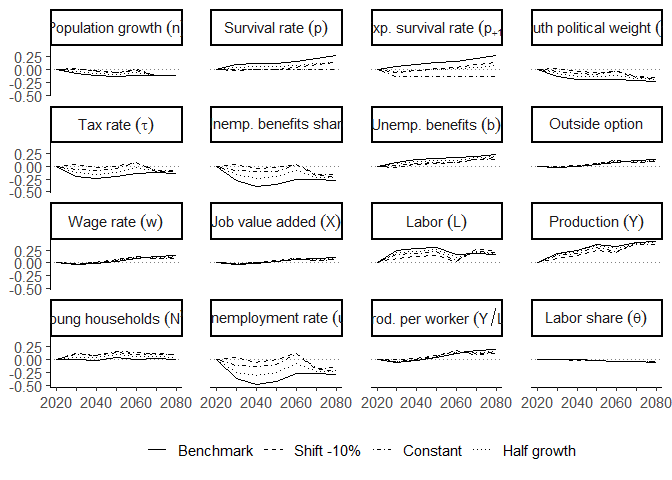 Population growth (n)
Survival rate (p)
xp. survival rate (p+1
uth political weight (
Tax rate (τ)
nemp. benefits shar
Unemp. benefits (b)
Outside option
Wage rate (w)
Job value added (X)
Labor (L)
Production (Y)
oung households (N
nemployment rate (u
rod. per worker (Y/L
Labor share (θ)
0.25
0.00
-0.25
-0.50
0.25
0.00
-0.25
-0.50
0.25
0.00
-0.25
-0.50
0.25
0.00
-0.25
-0.50
2020 2040 2060 2080 2020 2040 2060 2080 2020 2040 2060 2080 2020 2040 2060 2080
Benchmark Shift -10% Constant Half growth